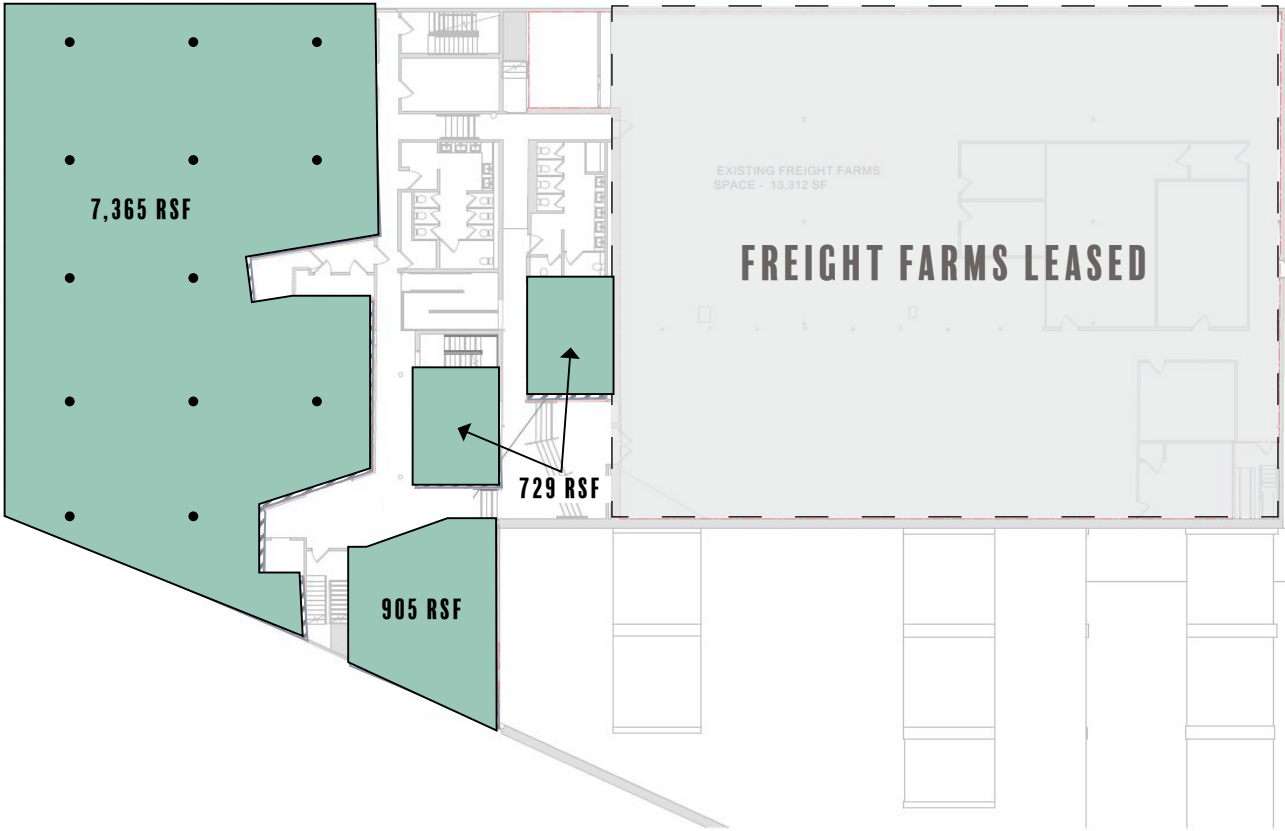 EXISTING FREIGHT FARMS
SPACE - 13,312 SF
7,365 RSF
FREIGHT FARMS LEASED
729 RSF
905 RSF